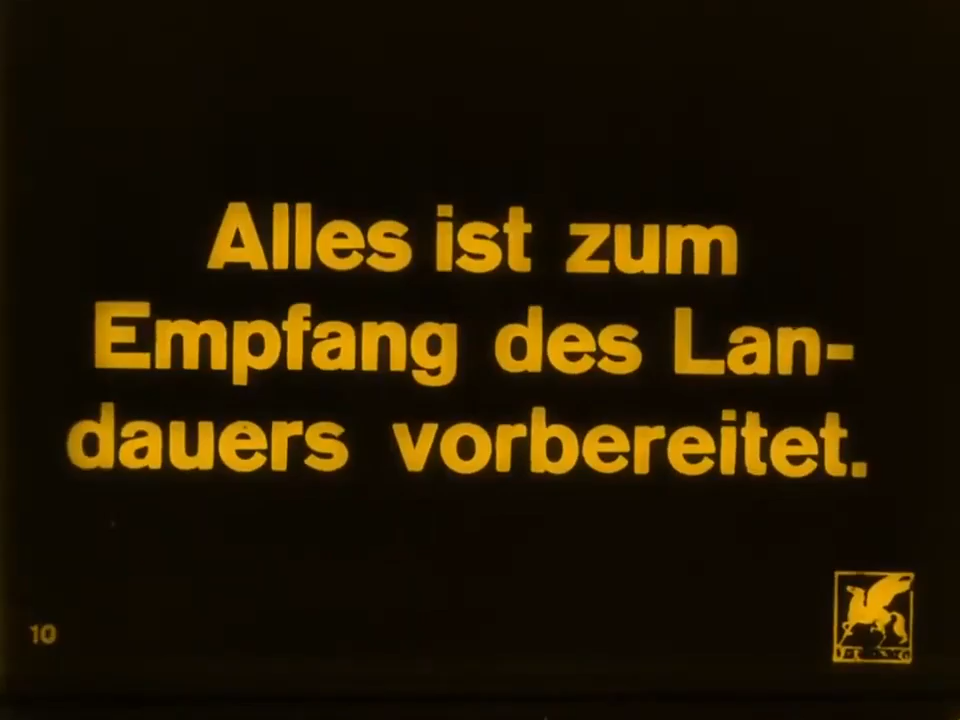 Alles ist zum
Empfang des Lan-
dauers vorbereitet.
10